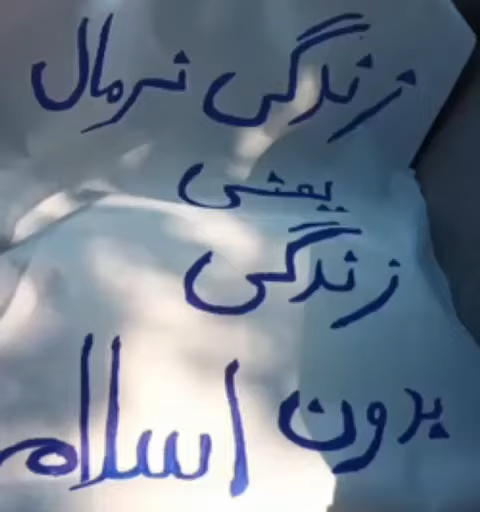 زندگی نرمال
یعنی
زندگی
بدون اسلام